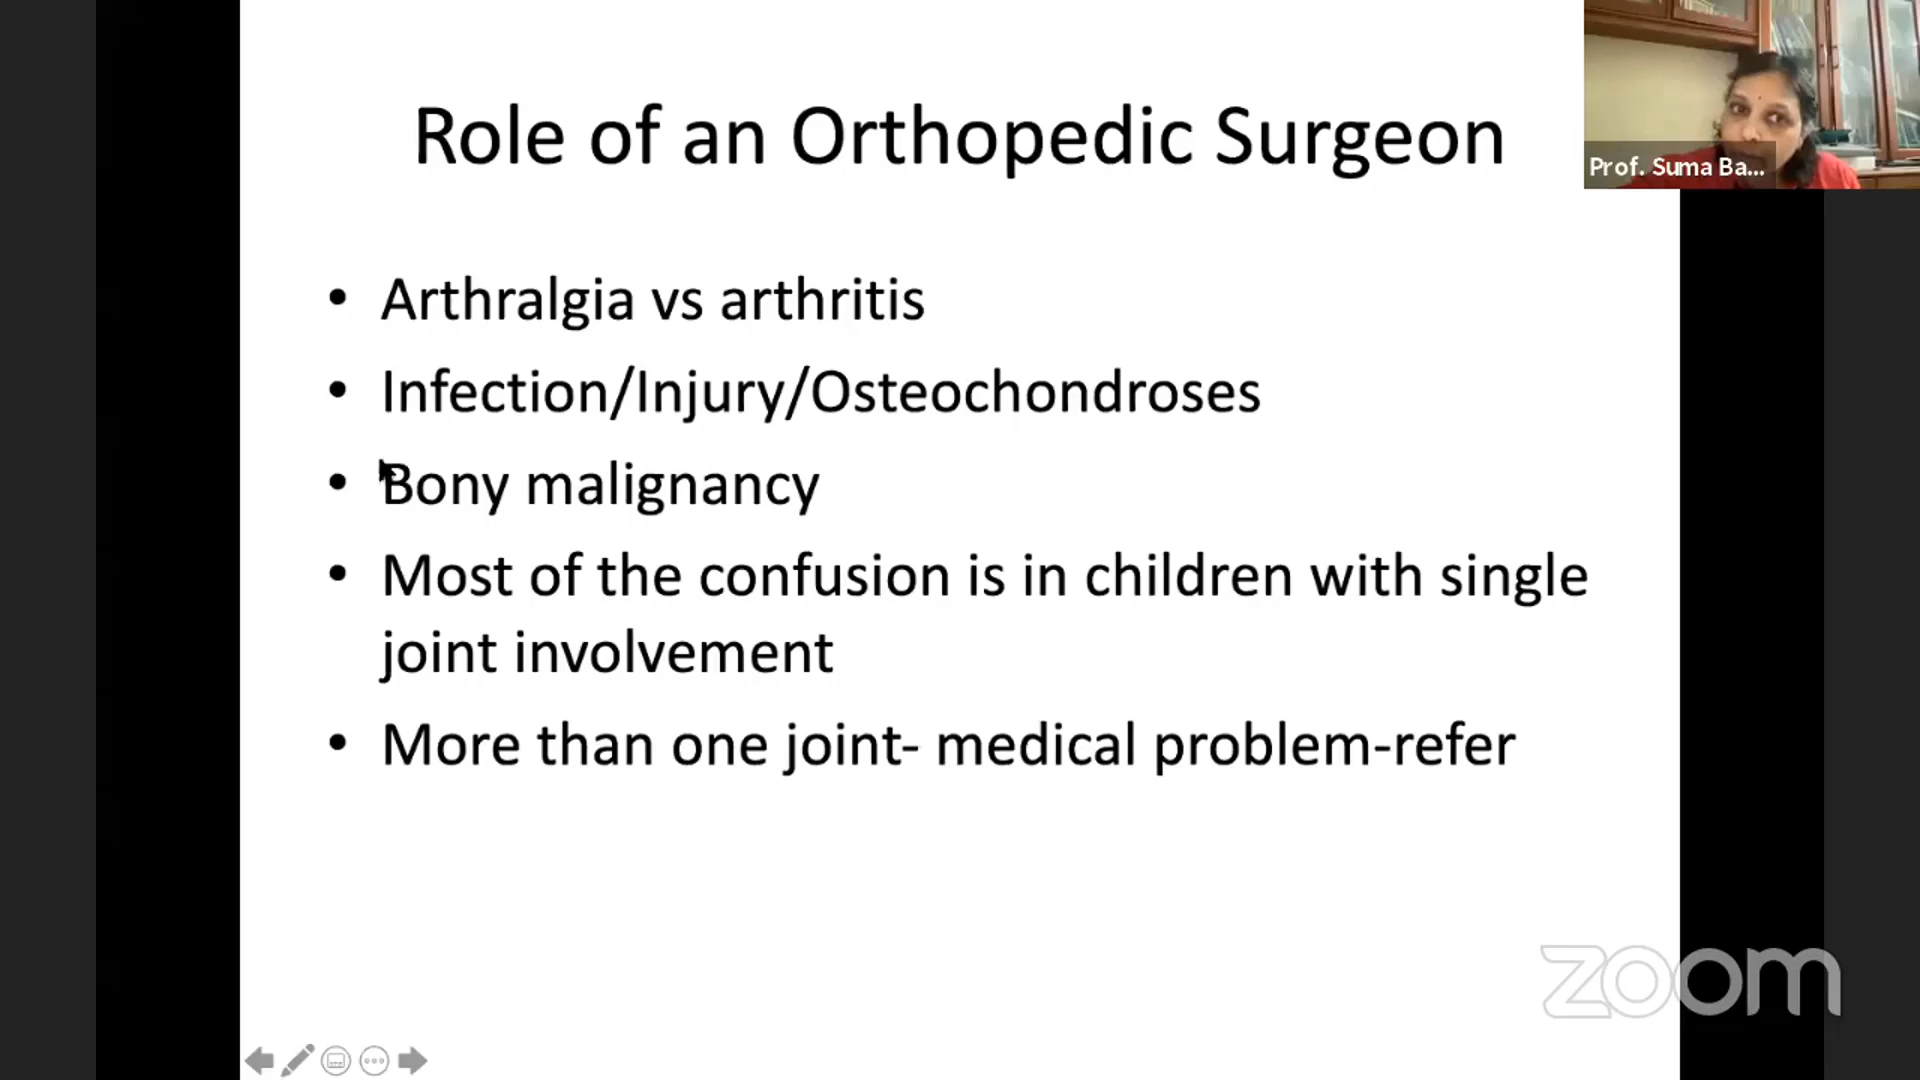 Role of an Orthopedic Surgeon
Prof. Suma Ba...
• Arthralgia vs arthritis
• Infection/Injury/Osteochondroses
• Bony malignancy
• Most of the confusion is in children with single
joint involvement
• More than one joint- medical problem-refer
zoom